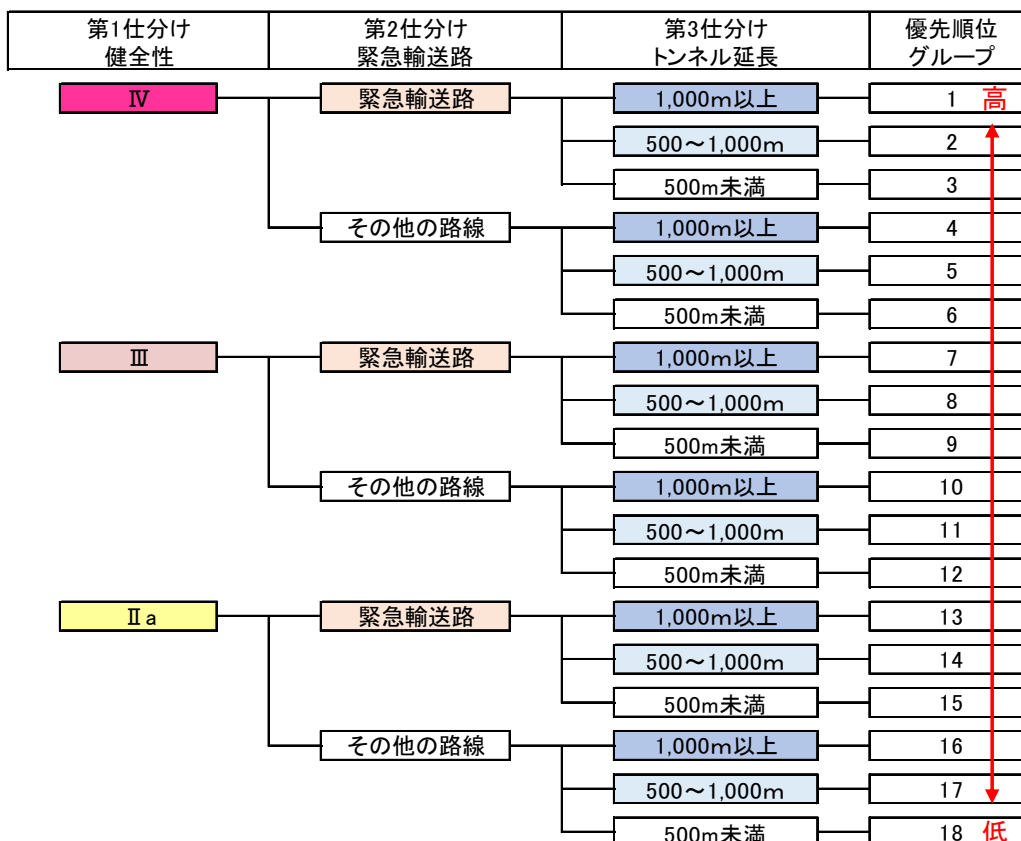 第1仕分け
健全性
第2仕分け
緊急輸送路
第3仕分け
トンネル延長
優先順位
グループ
Ⅳ
緊急輸送路
1,000m以上
1
高
500～1,000m
2
500m未満
3
その他の路線
1,000m以上
4
500～1,000m
5
500m未満
6
Ⅲ
緊急輸送路
1,000m以上
7
500～1,000m
8
500m未満
9
その他の路線
1,000m以上
10
500～1,000m
11
500m未満
12
Ⅱa
緊急輸送路
1,000m以上
13
500～1,000m
14
500m未満
15
その他の路線
1,000m以上
16
500～1,000m
17
500m未満
18
低